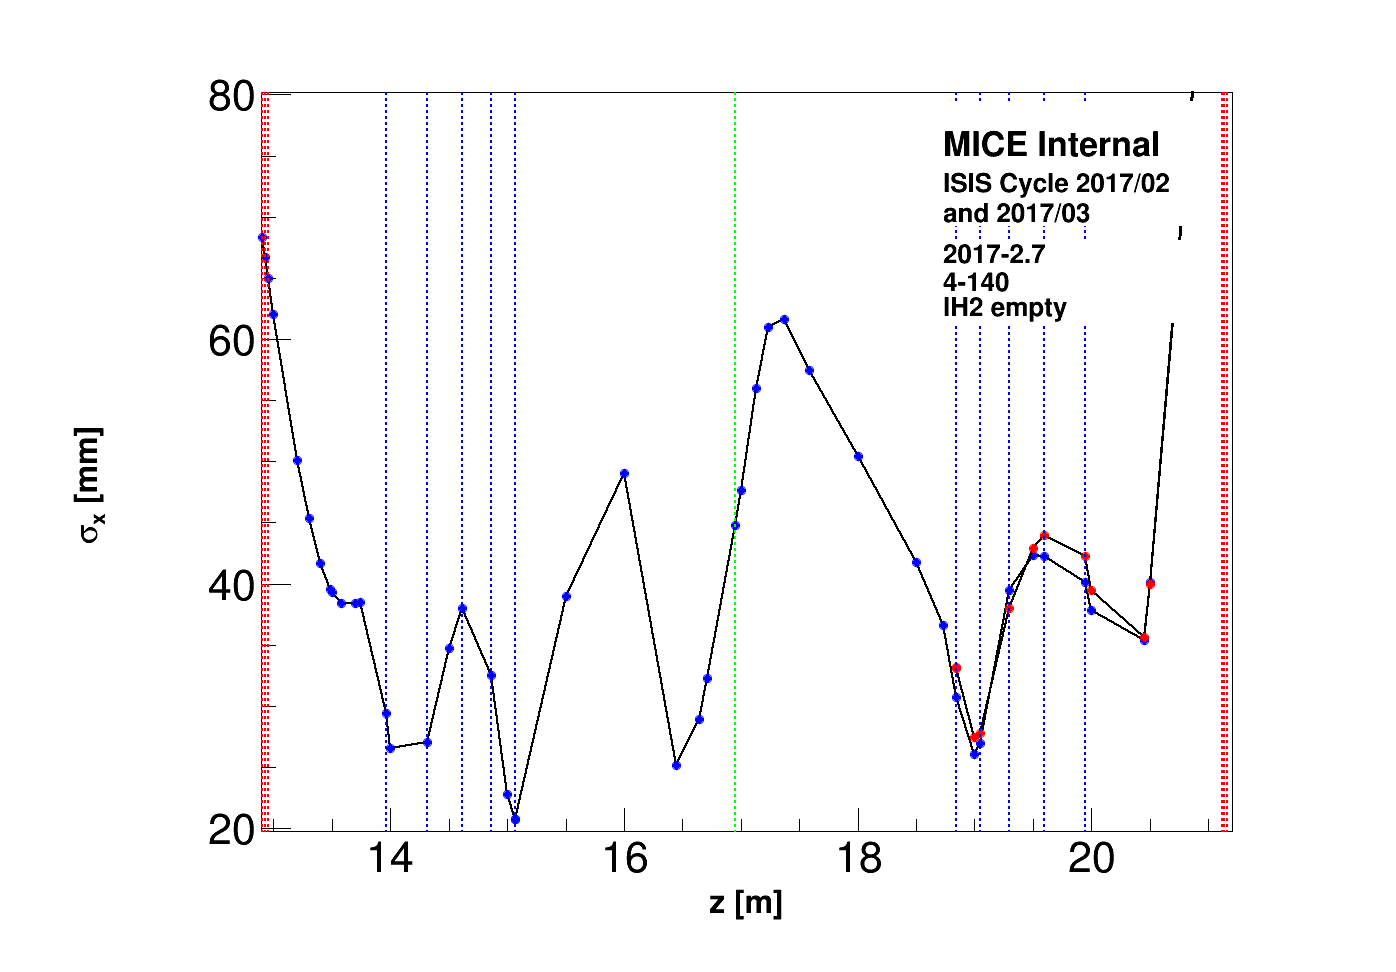 80
60
40
20
σx [mm]
MICE Internal
ISIS Cycle 2017/02
and 2017/03
2017-2.7
4-140
lH2 empty
14 16 18 20
z [m]